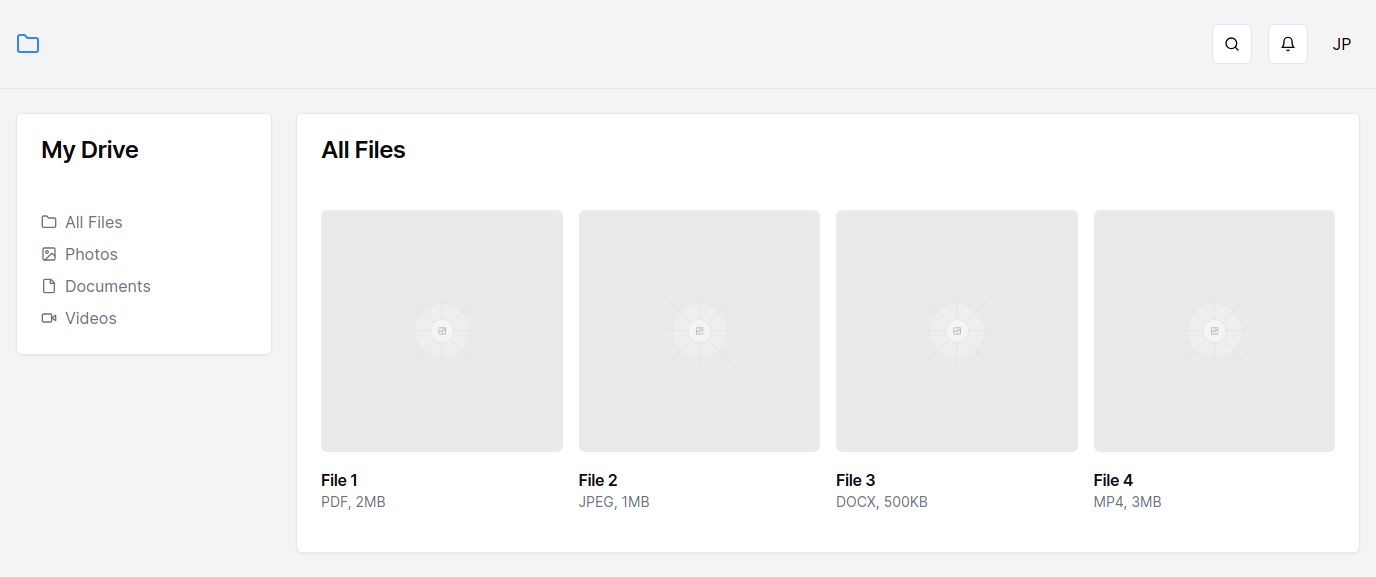 JP
My Drive
All Files
Photos
Documents
Videos
All Files
File 1
PDF, 2MB
File 2
JPEG, 1MB
File 3
DOCX, 500KB
File 4
MP4, 3MB